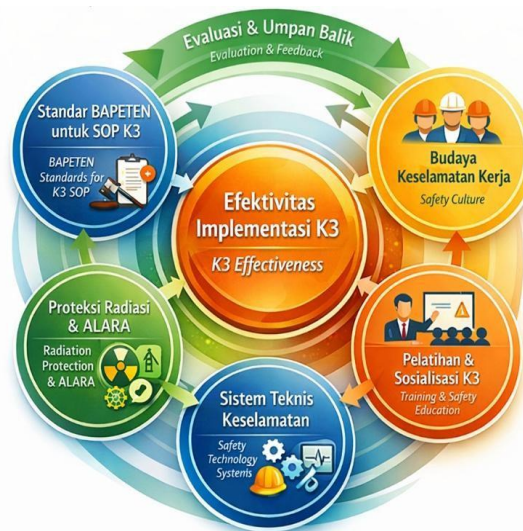 Evaluasi & Umpan Balik
Evaluation & Feedback
Standar BAPETEN
untuk SOP K3
BAPETEN
Standards for
K3 SOP
Budaya
Keselamatan Kerja
Safety Culture
Efektivitas
Implementasi K3
K3 Effectiveness
Proteksi Radiasi
& ALARA
Radiation
Protection
& ALARA
Pelatihan &
Sosialisasi K3
Training & Safety
Education
Sistem Teknis
Keselamatan
Safety
Technology
Systems